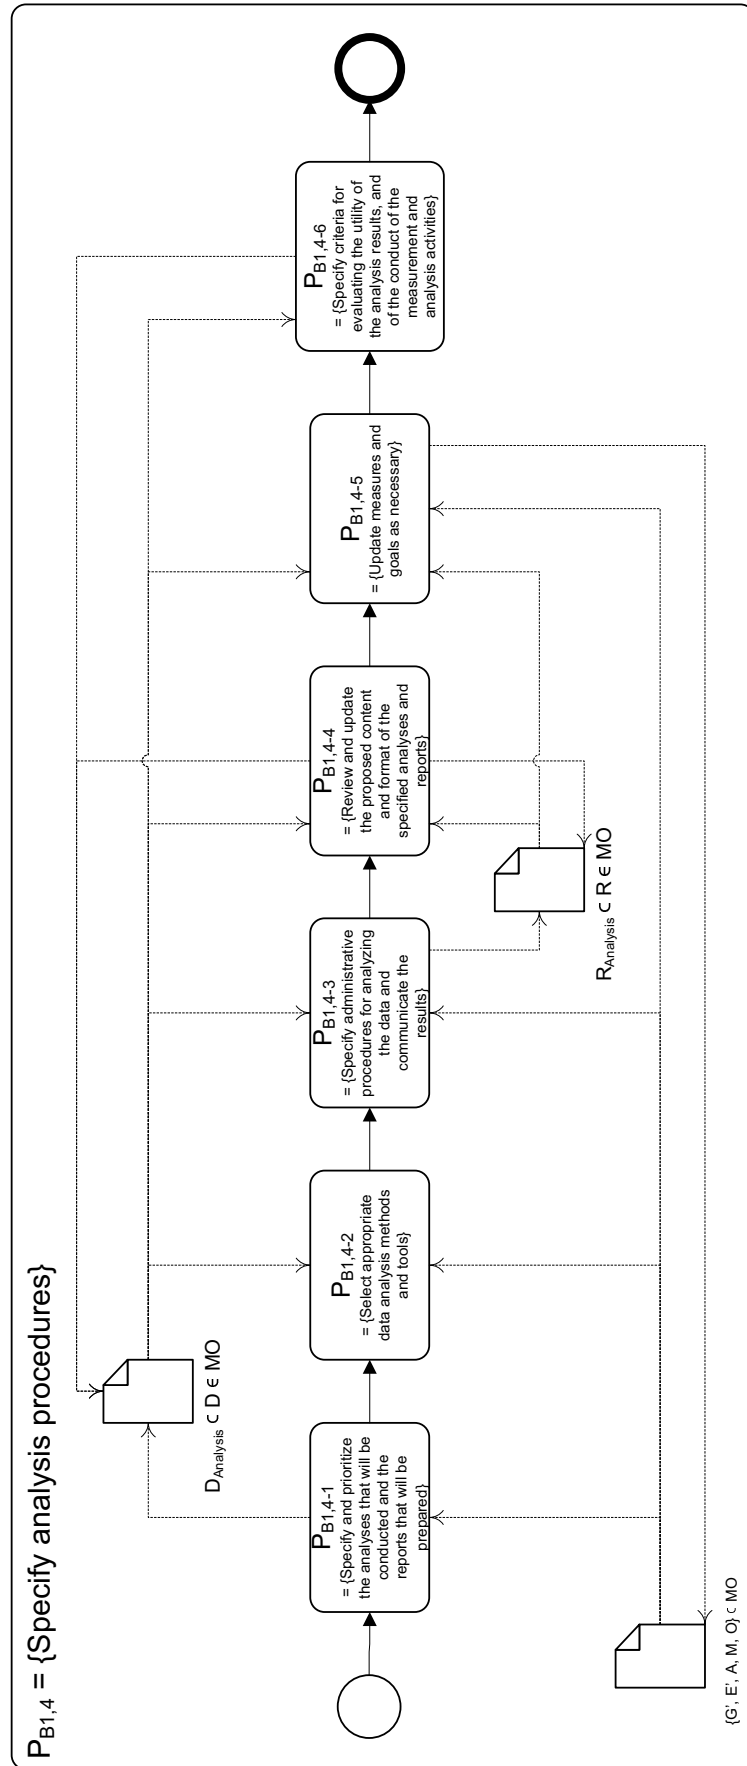 P_B1,4 = {Specify analysis procedures}
D_Analysis ⊂ D ϵ MO
P_B1,4-1
= {Specify and prioritize
the analyses that will be
conducted and the
reports that will be
prepared}
P_B1,4-2
= {Select appropriate
data analysis methods
and tools}
P_B1,4-3
= {Specify administrative
procedures for analyzing
the data and
communicate the
results}
P_B1,4-4
= {Review and update
the proposed content
and format of the
specified analyses and
reports}
P_B1,4-5
= {Update measures and
goals as necessary}
P_B1,4-6
= {Specify criteria for
evaluating the utility of
the analysis results, and
of the conduct of the
measurement and
analysis activities}
R_Analysis ⊂ R ϵ MO
{G’, E’, A, M, O} ⊂ MO